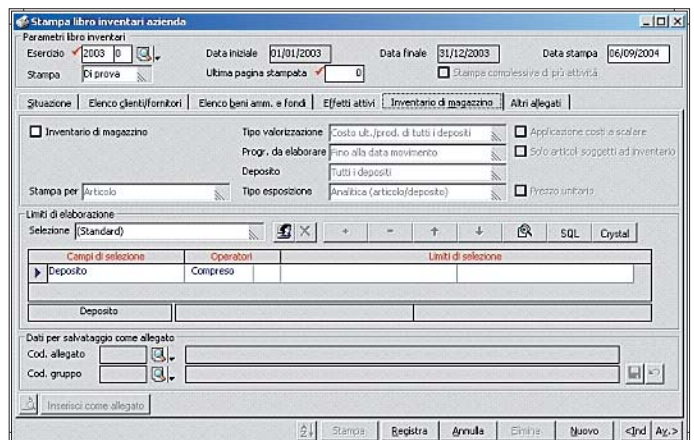 Stampa libro inventari azienda
Parametri libro inventari
Esercizio 2003 0 Data iniziale 01/01/2003 Data finale 31/12/2003 Data stampa 06/09/2004
Stampa Di prova Ultima pagina stampata 0 Stampa complessiva di più attività
Situazione Elenco clienti/fornitori Elenco beni amm. e fondi Effetti attivi Inventario di magazzino Altri allegati
Inventario di magazzino Tipo valorizzazione Costo ult./prod. di tutti i depositi Applicazione costi a scalare
Progr. da elaborare Fino alla data movimento Solo articoli soggetti ad inventario
Deposito Tutti i depositi
Stampa per Articolo Tipo esposizione Analitica (articolo/deposito) Prezzo unitario
Limiti di elaborazione
Selezione (Standard) + - SQL Crystal
Campi di selezione Operatori Limiti di selezione
Deposito Compreso
Deposito
Dati per salvataggio come allegato
Cod. allegato
Cod. gruppo
Inserisci come allegato
Stampa Registra Annulla Elimina Nuovo <Ind Av.>